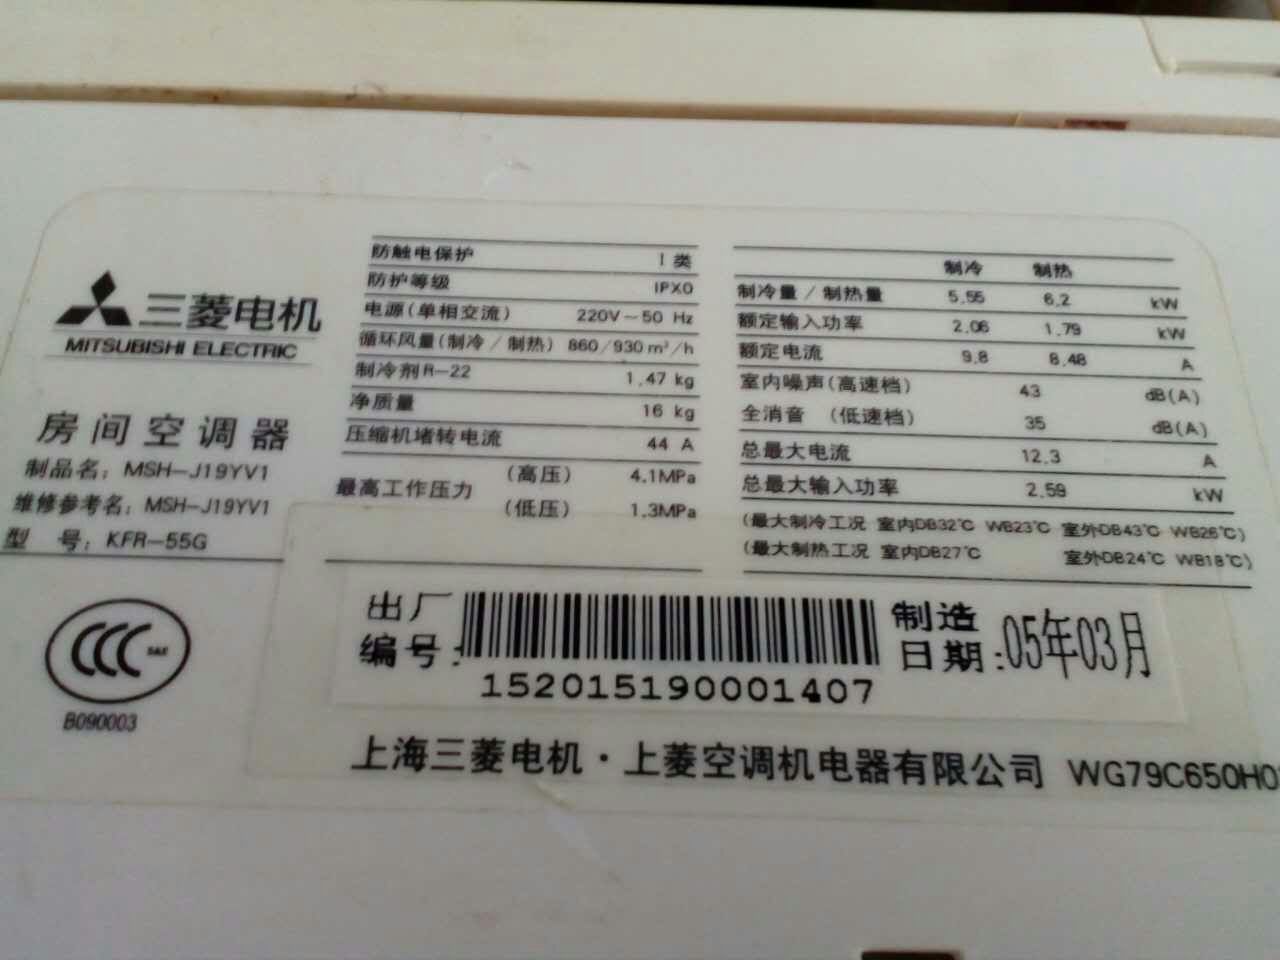 三菱电机
MITSUBISHI ELECTRIC
房间空调器
制品名: MSH-J19YV1
维修参考名: MSH-J19YV1
型 号: KFR-55G
S&E
B090003
防触电保护 I 类
防护等级 IPX0
电源(单相交流) 220V~50 Hz
循环风量(制冷/制热) 860/930m³/h
制冷剂R-22 1.47 kg
净质量 16 kg
压缩机堵转电流 44 A
最高工作压力 (高压) 4.1MPa
(低压) 1.3MPa
制冷 制热
制冷量/制热量 5.55 6.2 kW
额定输入功率 2.06 1.79 kW
额定电流 9.8 8.48 A
室内噪声(高速档) 43 dB(A)
全消音 (低速档) 35 dB(A)
总最大电流 12.3 A
总最大输入功率 2.59 kW
(最大制冷工况 室内DB32℃ WB23℃ 室外DB43℃ WB26℃)
(最大制热工况 室内DB27℃ 室外DB24℃ WB18℃)
出厂编号: 152015190001407
制造日期: 05年03月
上海三菱电机·上菱空调机电器有限公司 WG79C650H0